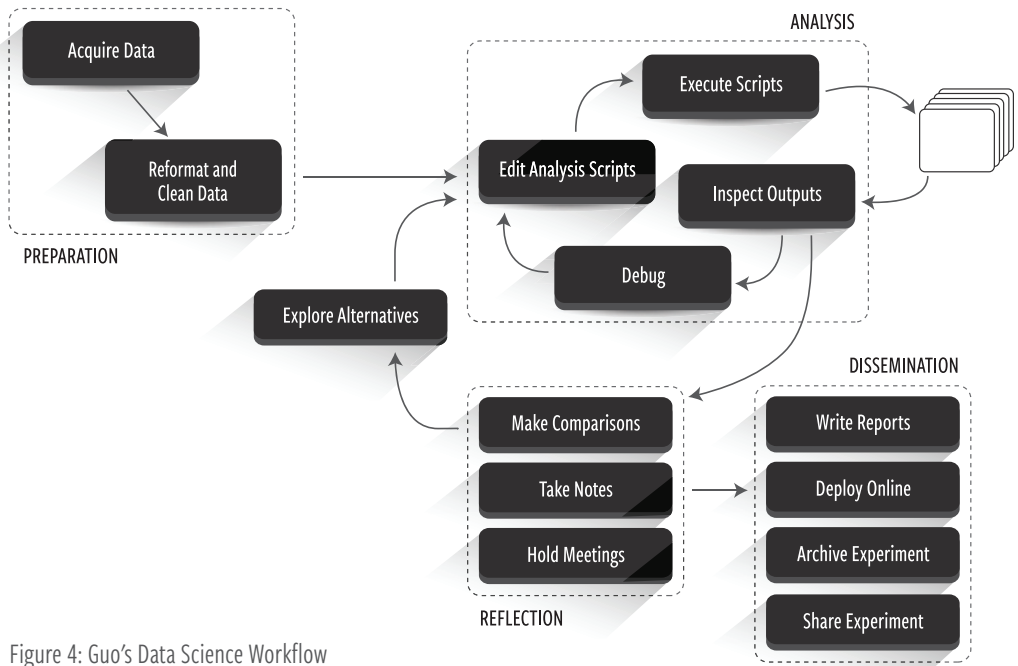 ANALYSIS
Acquire Data
Execute Scripts
Reformat and
Clean Data
Edit Analysis Scripts
Inspect Outputs
PREPARATION
Debug
Explore Alternatives
DISSEMINATION
Make Comparisons
Write Reports
Take Notes
Deploy Online
Hold Meetings
Archive Experiment
REFLECTION
Share Experiment
Figure 4: Guo's Data Science Workflow